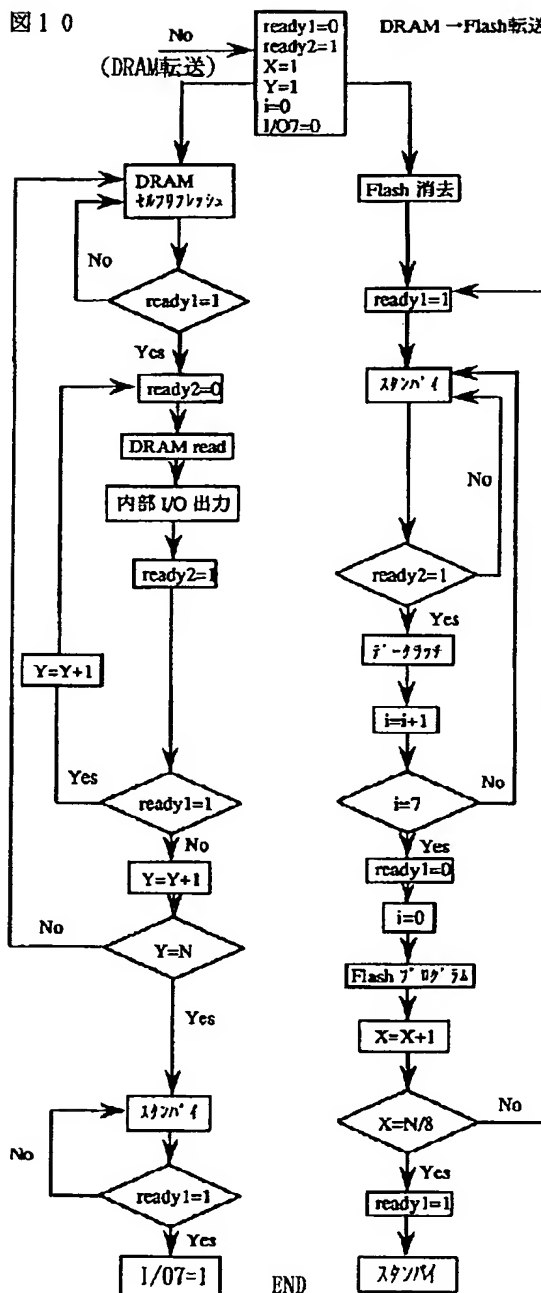 図10
No
(DRAM転送)
ready1=0
ready2=1
X=1
Y=1
i=0
I/O7=0
DRAM→Flash転送
DRAM
セルフリフレッシュ
No
ready1=1
Yes
ready2=0
DRAM read
内部 I/O 出力
ready2=1
Y=Y+1
Yes
ready1=1
No
Y=Y+1
No
Y=N
Yes
スタンバイ
No
ready1=1
Yes
I/O7=1
END
Flash 消去
ready1=1
スタンバイ
No
ready2=1
Yes
データラッチ
i=i+1
No
i=7
Yes
ready1=0
i=0
Flash プログラム
X=X+1
No
X=N/8
Yes
ready1=1
スタンバイ